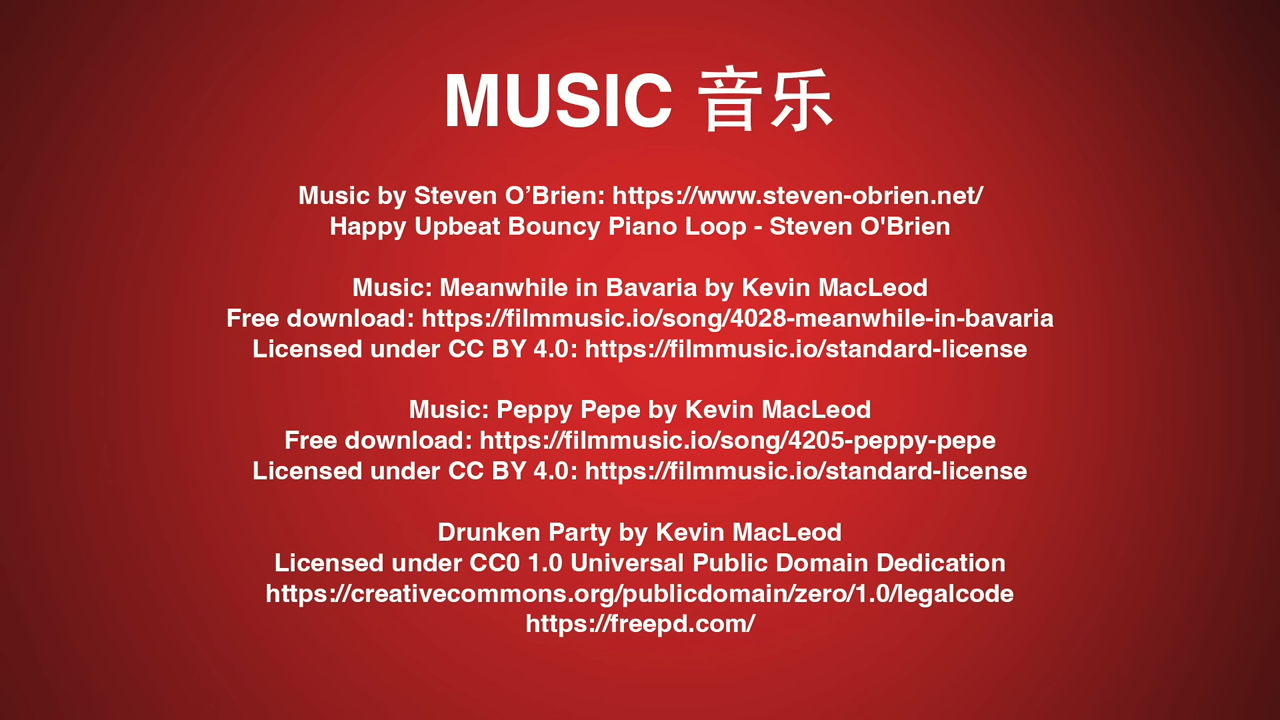 MUSIC 音乐
Music by Steven O’Brien: https://www.steven-obrien.net/
Happy Upbeat Bouncy Piano Loop - Steven O'Brien
Music: Meanwhile in Bavaria by Kevin MacLeod
Free download: https://filmmusic.io/song/4028-meanwhile-in-bavaria
Licensed under CC BY 4.0: https://filmmusic.io/standard-license
Music: Peppy Pepe by Kevin MacLeod
Free download: https://filmmusic.io/song/4205-peppy-pepe
Licensed under CC BY 4.0: https://filmmusic.io/standard-license
Drunken Party by Kevin MacLeod
Licensed under CC0 1.0 Universal Public Domain Dedication
https://creativecommons.org/publicdomain/zero/1.0/legalcode
https://freepd.com/